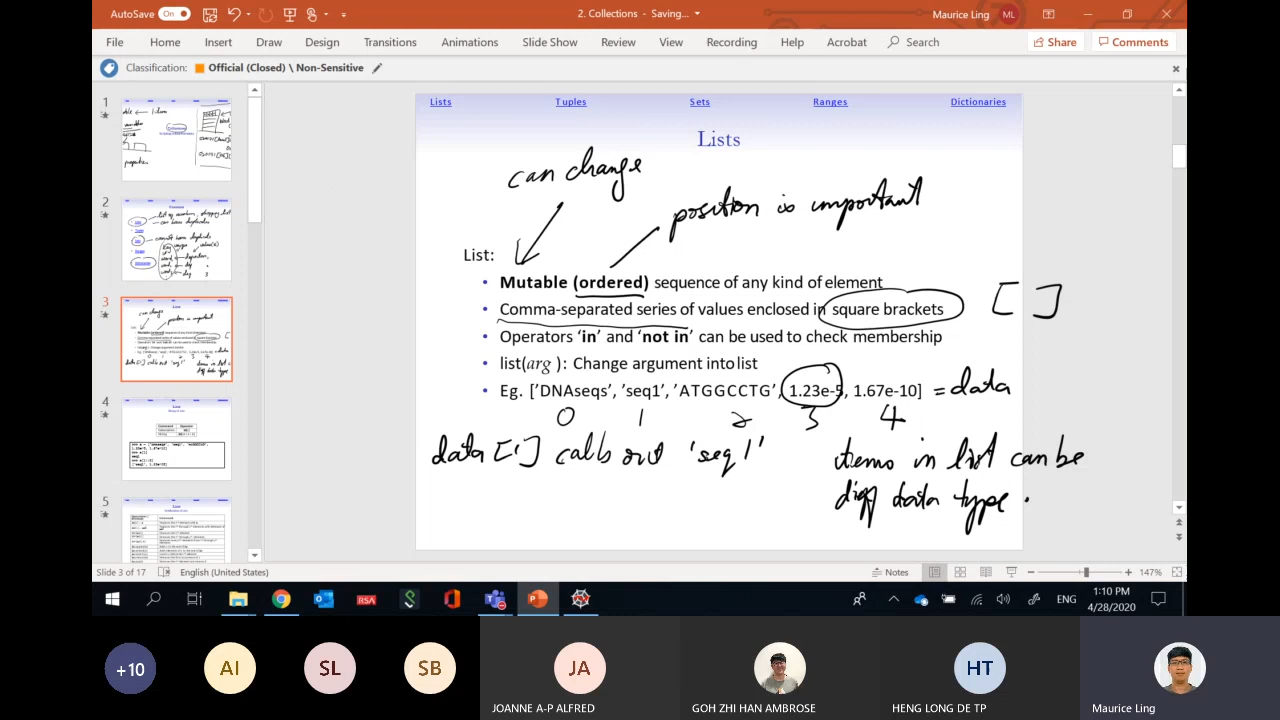 AutoSave On
2. Collections - Saving...
Maurice Ling ML
File Home Insert Draw Design Transitions Animations Slide Show Review View Recording Help Acrobat Search Share Comments
Classification: Official (Closed) \ Non-Sensitive
1
2
3
4
5
Lists Tuples Sets Ranges Dictionaries
Lists
can change
position is important
List:
• Mutable (ordered) sequence of any kind of element
• Comma-separated series of values enclosed in square brackets [ ]
• Operators 'in' and 'not in' can be used to check membership
• list(arg ): Change argument into list
• Eg. ['DNAseqs', 'seq1', 'ATGGCCTG', 1.23e-5, 1.67e-10] = data
0 1 2 3 4
data [1] calls out 'seq1'
items in list can be
diff data type.
Slide 3 of 17 English (United States) Notes 147%
RSA
ENG
1:10 PM
4/28/2020
+10 AI SL SB JA HT
JOANNE A-P ALFRED
GOH ZHI HAN AMBROSE
HENG LONG DE TP
Maurice Ling